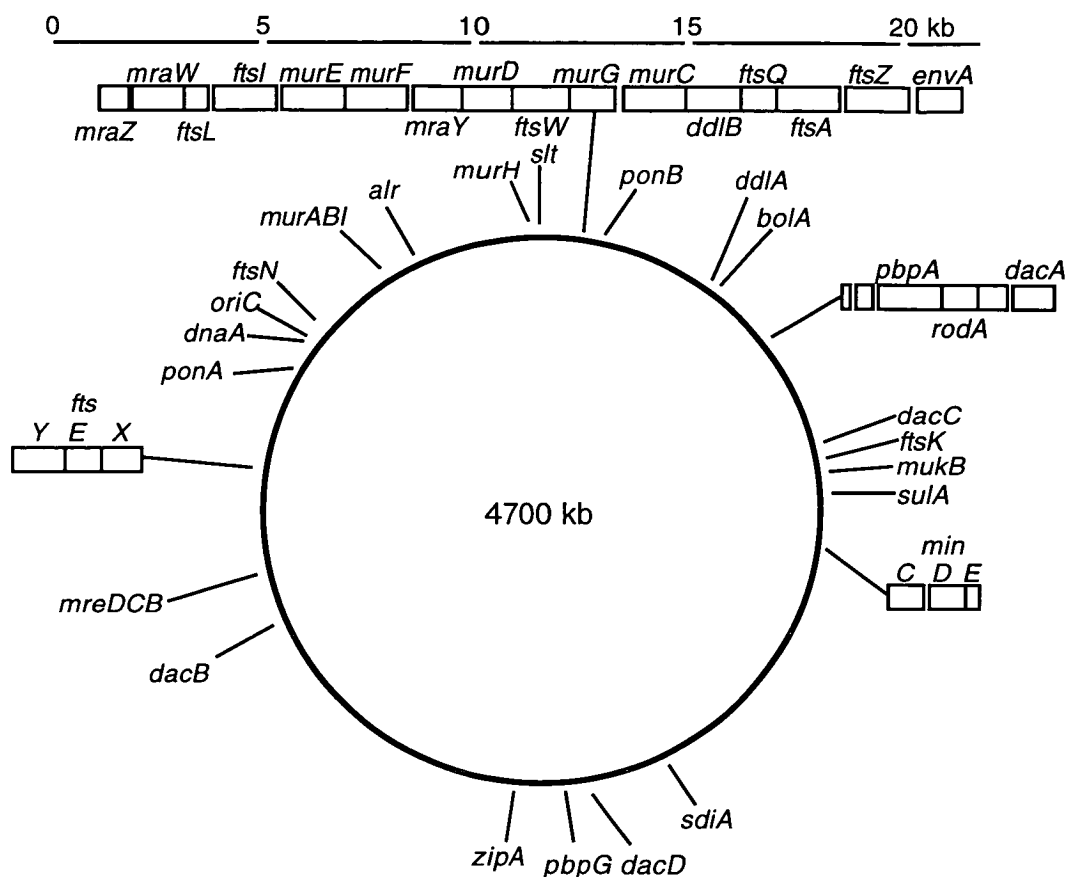 0 5 10 15 20 kb
mraW ftsI murE murF murD murG murC ftsQ ftsZ envA
mraZ ftsL mraY ftsW ddlB ftsA
murH slt ponB ddlA
alr bolA
murABI
ftsN
oriC
dnaA
ponA
pbpA dacA
rodA
fts
Y E X
dacC
ftsK
mukB
sulA
4700 kb
min
C D E
mreDCB
dacB
sdiA
zipA pbpG dacD